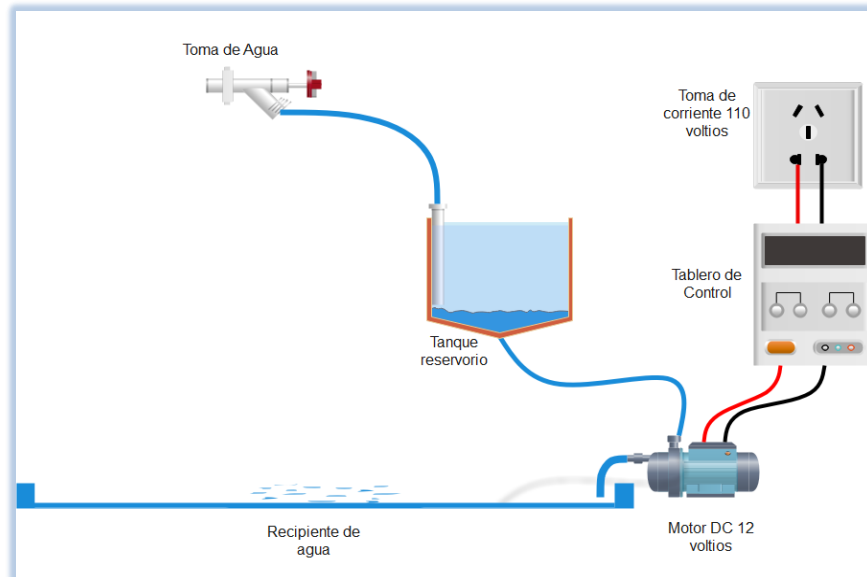 Toma de Agua
Toma de
corriente 110
voltios
Tablero de
Control
Tanque
reservorio
Recipiente de
agua
Motor DC 12
voltios